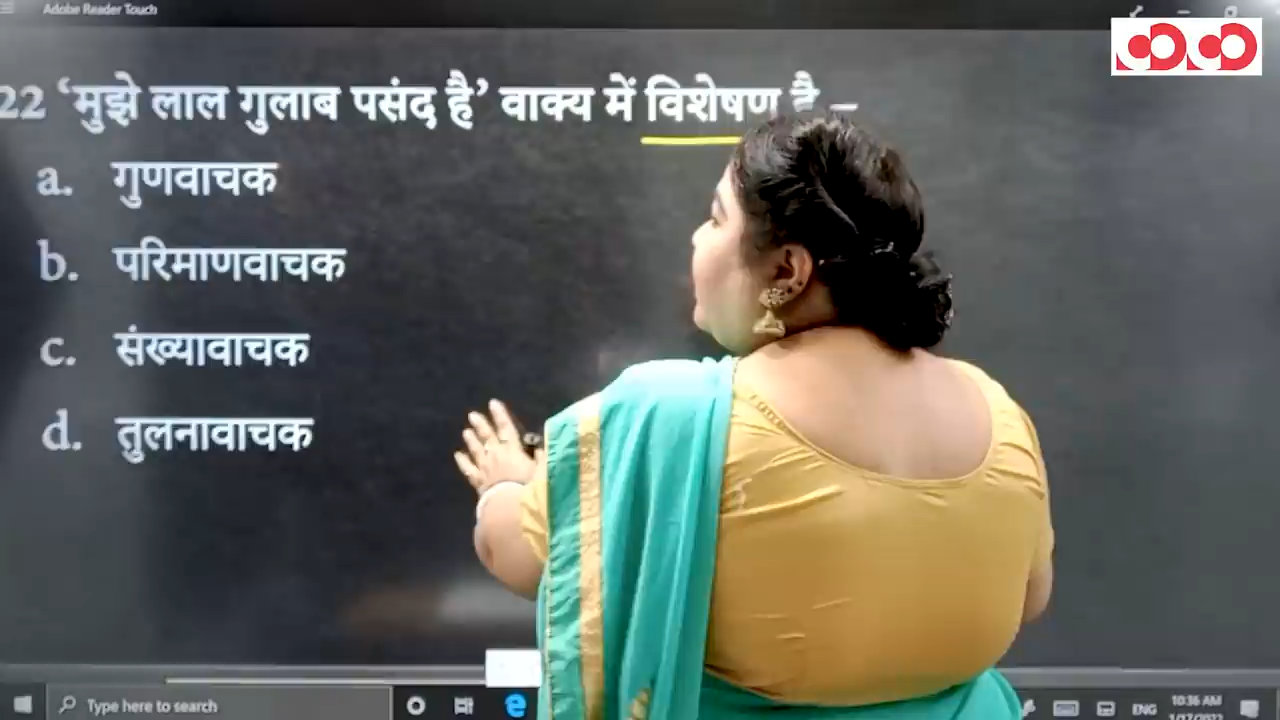 Adobe Reader Touch
22 ‘मुझे लाल गुलाब पसंद है’ वाक्य में विशेषण है –
a. गुणवाचक
b. परिमाणवाचक
c. संख्यावाचक
d. तुलनावाचक
Type here to search
ENG
10:36 AM